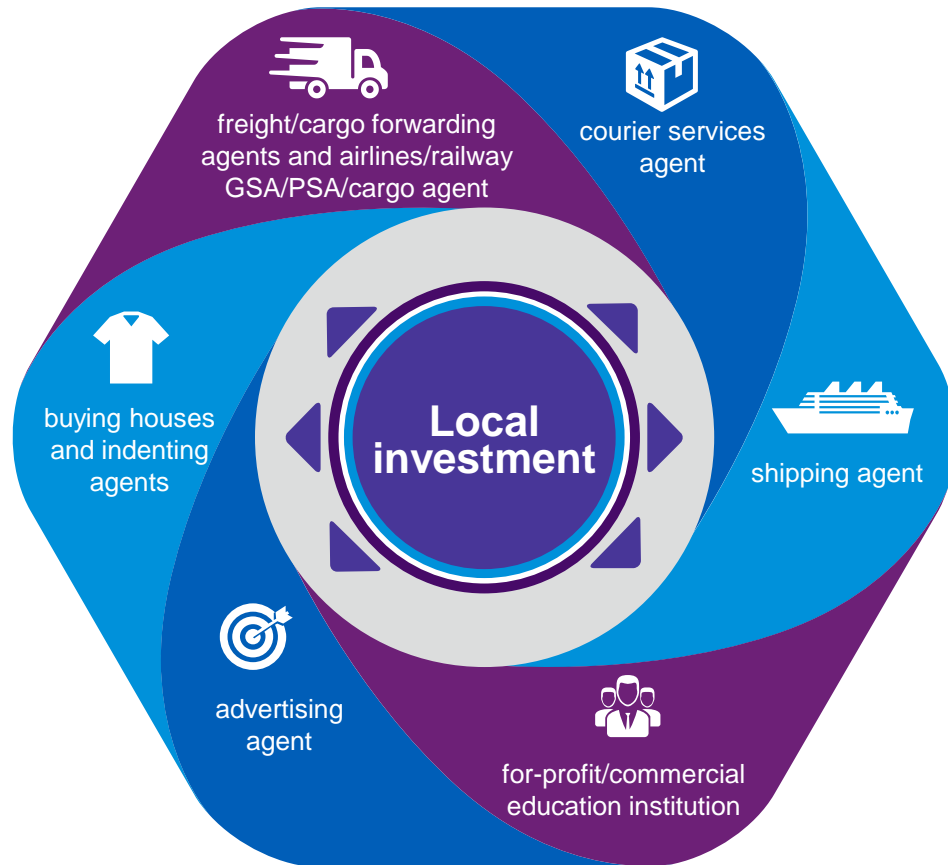 freight/cargo forwarding
agents and airlines/railway
GSA/PSA/cargo agent
courier services
agent
buying houses
and indenting
agents
Local
investment
shipping agent
advertising
agent
for-profit/commercial
education institution